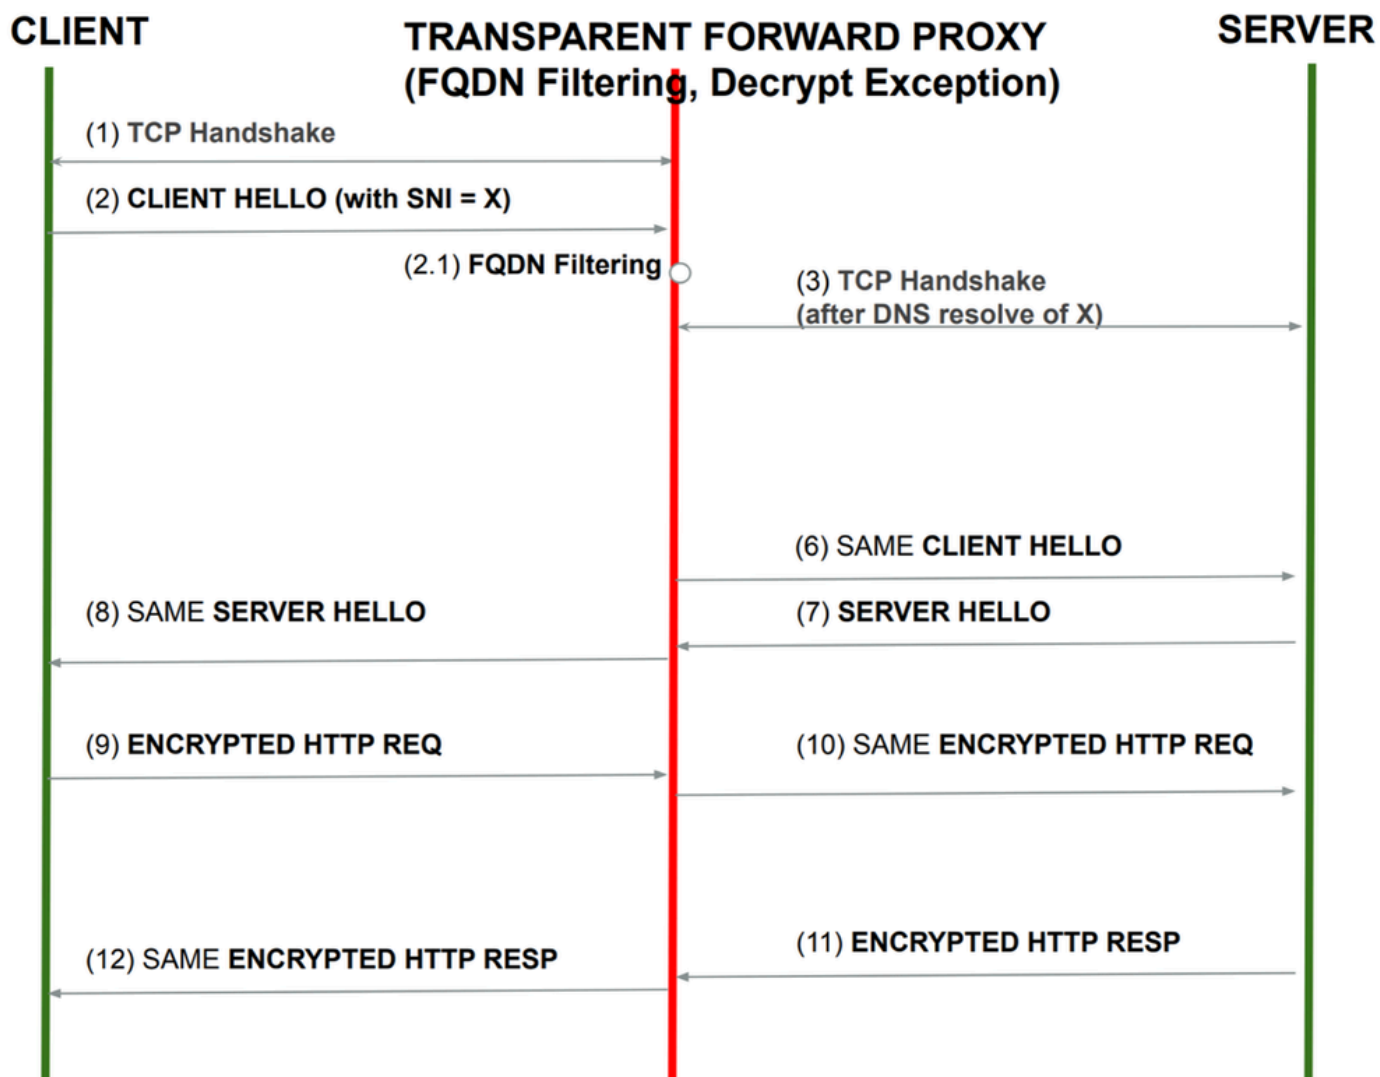 CLIENT
TRANSPARENT FORWARD PROXY
(FQDN Filtering, Decrypt Exception)
SERVER
(1) TCP Handshake
(2) CLIENT HELLO (with SNI = X)
(2.1) FQDN Filtering
(3) TCP Handshake
(after DNS resolve of X)
(6) SAME CLIENT HELLO
(8) SAME SERVER HELLO
(7) SERVER HELLO
(9) ENCRYPTED HTTP REQ
(10) SAME ENCRYPTED HTTP REQ
(11) ENCRYPTED HTTP RESP
(12) SAME ENCRYPTED HTTP RESP